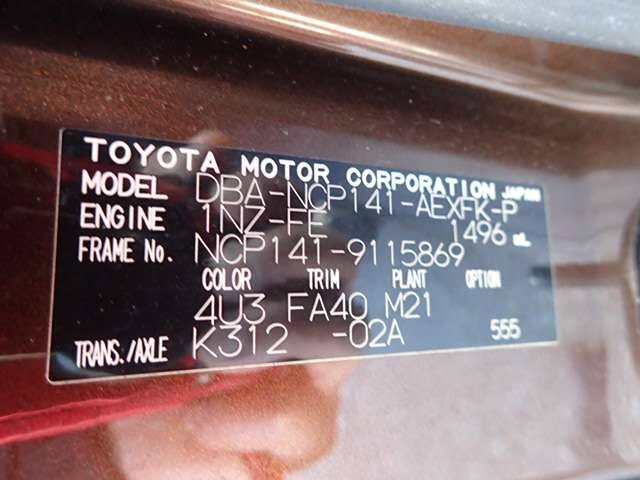 TOYOTA MOTOR CORPORATION JAPAN
MODEL DBA-NCP141-AEXFK-P
ENGINE 1NZ-FE 1496 mL
FRAME No. NCP141-9115869
COLOR TRIM PLANT OPTION
4U3 FA40 M21
TRANS./AXLE K312 -02A 555